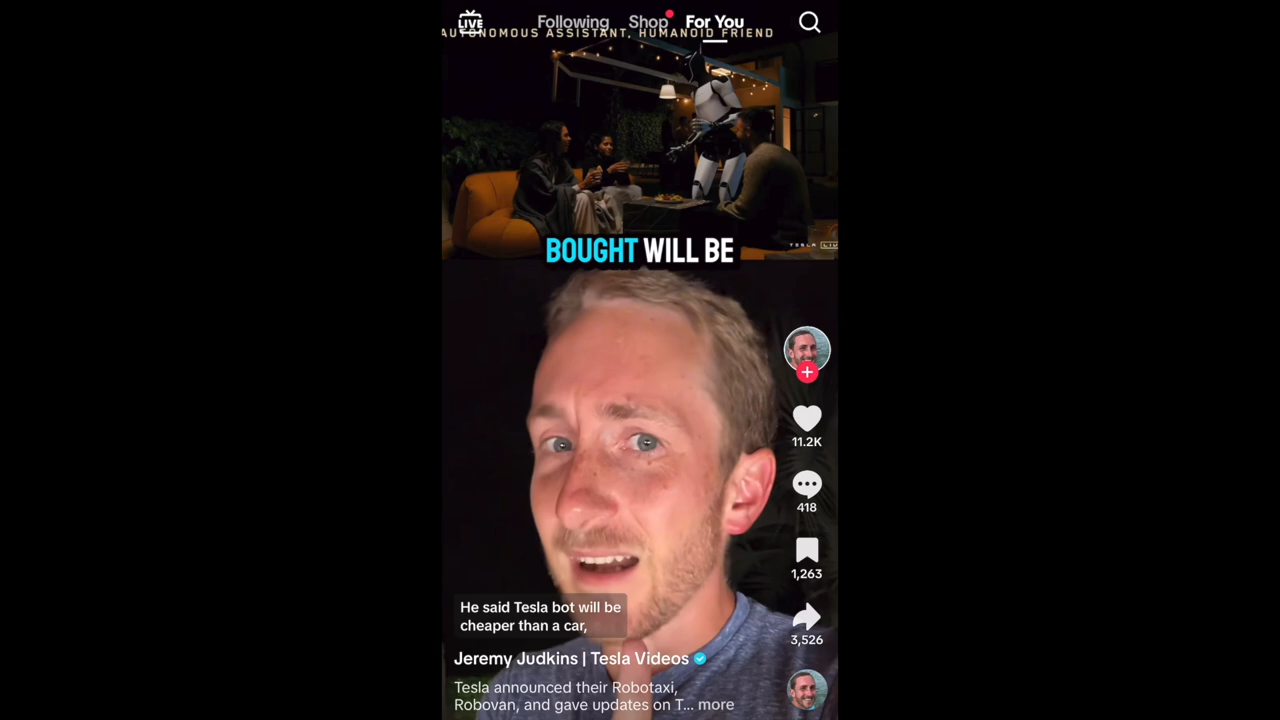 LIVE
Following Shop For You
AUTONOMOUS ASSISTANT, HUMANOID FRIEND
TESLA LIV
BOUGHT WILL BE
11.2K
418
1,263
3,526
He said Tesla bot will be
cheaper than a car,
Jeremy Judkins | Tesla Videos
Tesla announced their Robotaxi,
Robovan, and gave updates on T... more